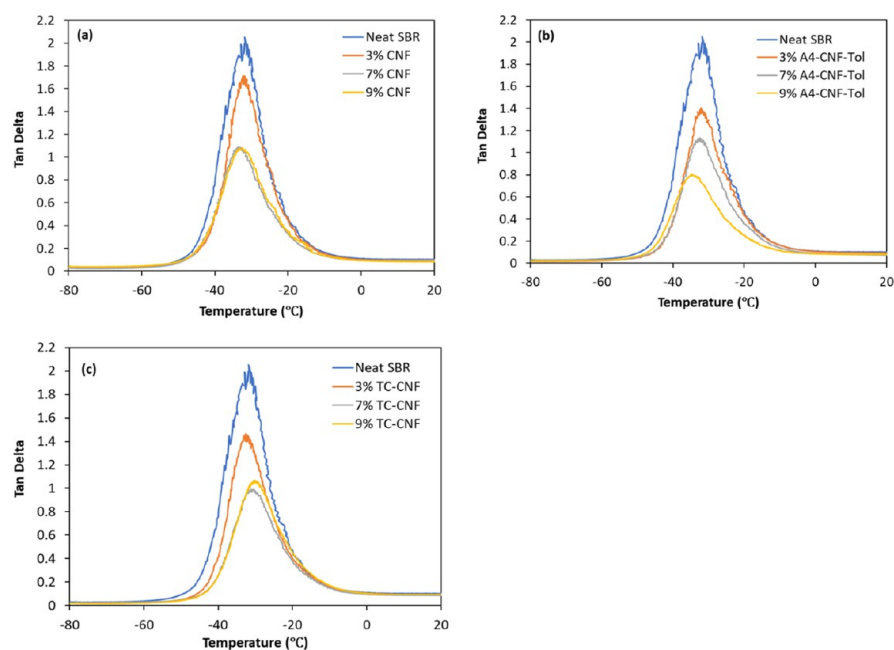 (a)
Neat SBR
3% CNF
7% CNF
9% CNF
Tan Delta
2.2
2
1.8
1.6
1.4
1.2
1
0.8
0.6
0.4
0.2
0
-80 -60 -40 -20 0 20
Temperature (℃)
(b)
Neat SBR
3% A4-CNF-Tol
7% A4-CNF-Tol
9% A4-CNF-Tol
Tan Delta
2.2
2
1.8
1.6
1.4
1.2
1
0.8
0.6
0.4
0.2
0
-80 -60 -40 -20 0 20
Temperature (℃)
(c)
Neat SBR
3% TC-CNF
7% TC-CNF
9% TC-CNF
Tan Delta
2.2
2
1.8
1.6
1.4
1.2
1
0.8
0.6
0.4
0.2
0
-80 -60 -40 -20 0 20
Temperature (℃)